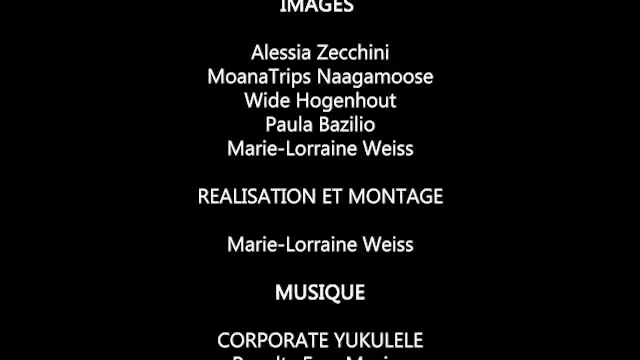 IMAGES
Alessia Zecchini
MoanaTrips Naagamoose
Wide Hogenhout
Paula Bazilio
Marie-Lorraine Weiss
REALISATION ET MONTAGE
Marie-Lorraine Weiss
MUSIQUE
CORPORATE YUKULELE